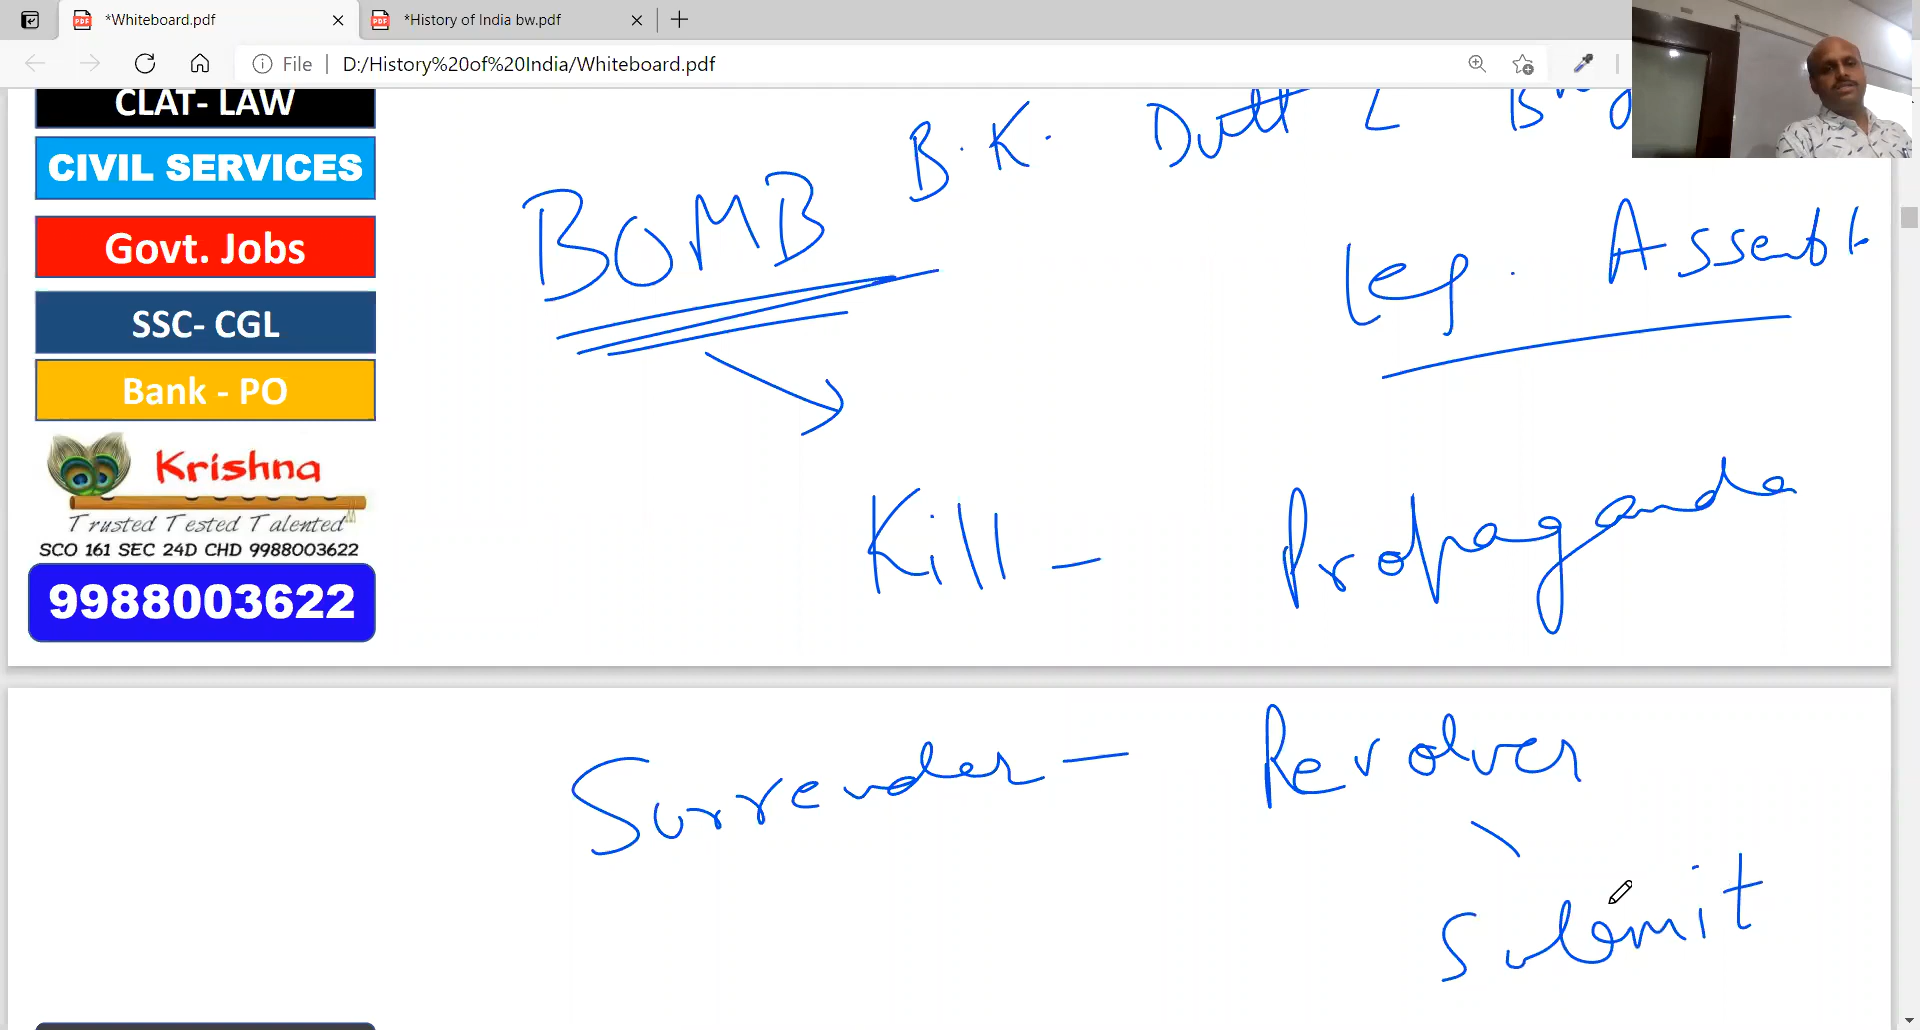 *Whiteboard.pdf
*History of India bw.pdf
File
D:/History%20of%20India/Whiteboard.pdf
CLAT- LAW
CIVIL SERVICES
Govt. Jobs
SSC- CGL
Bank - PO
Krishna
Trusted Tested Talented
SCO 161 SEC 24D CHD 9988003622
9988003622
B.K. Dutt
BOMB
Leg. Assembl
Kill - Propaganda
Surrender - Revolver
Submit